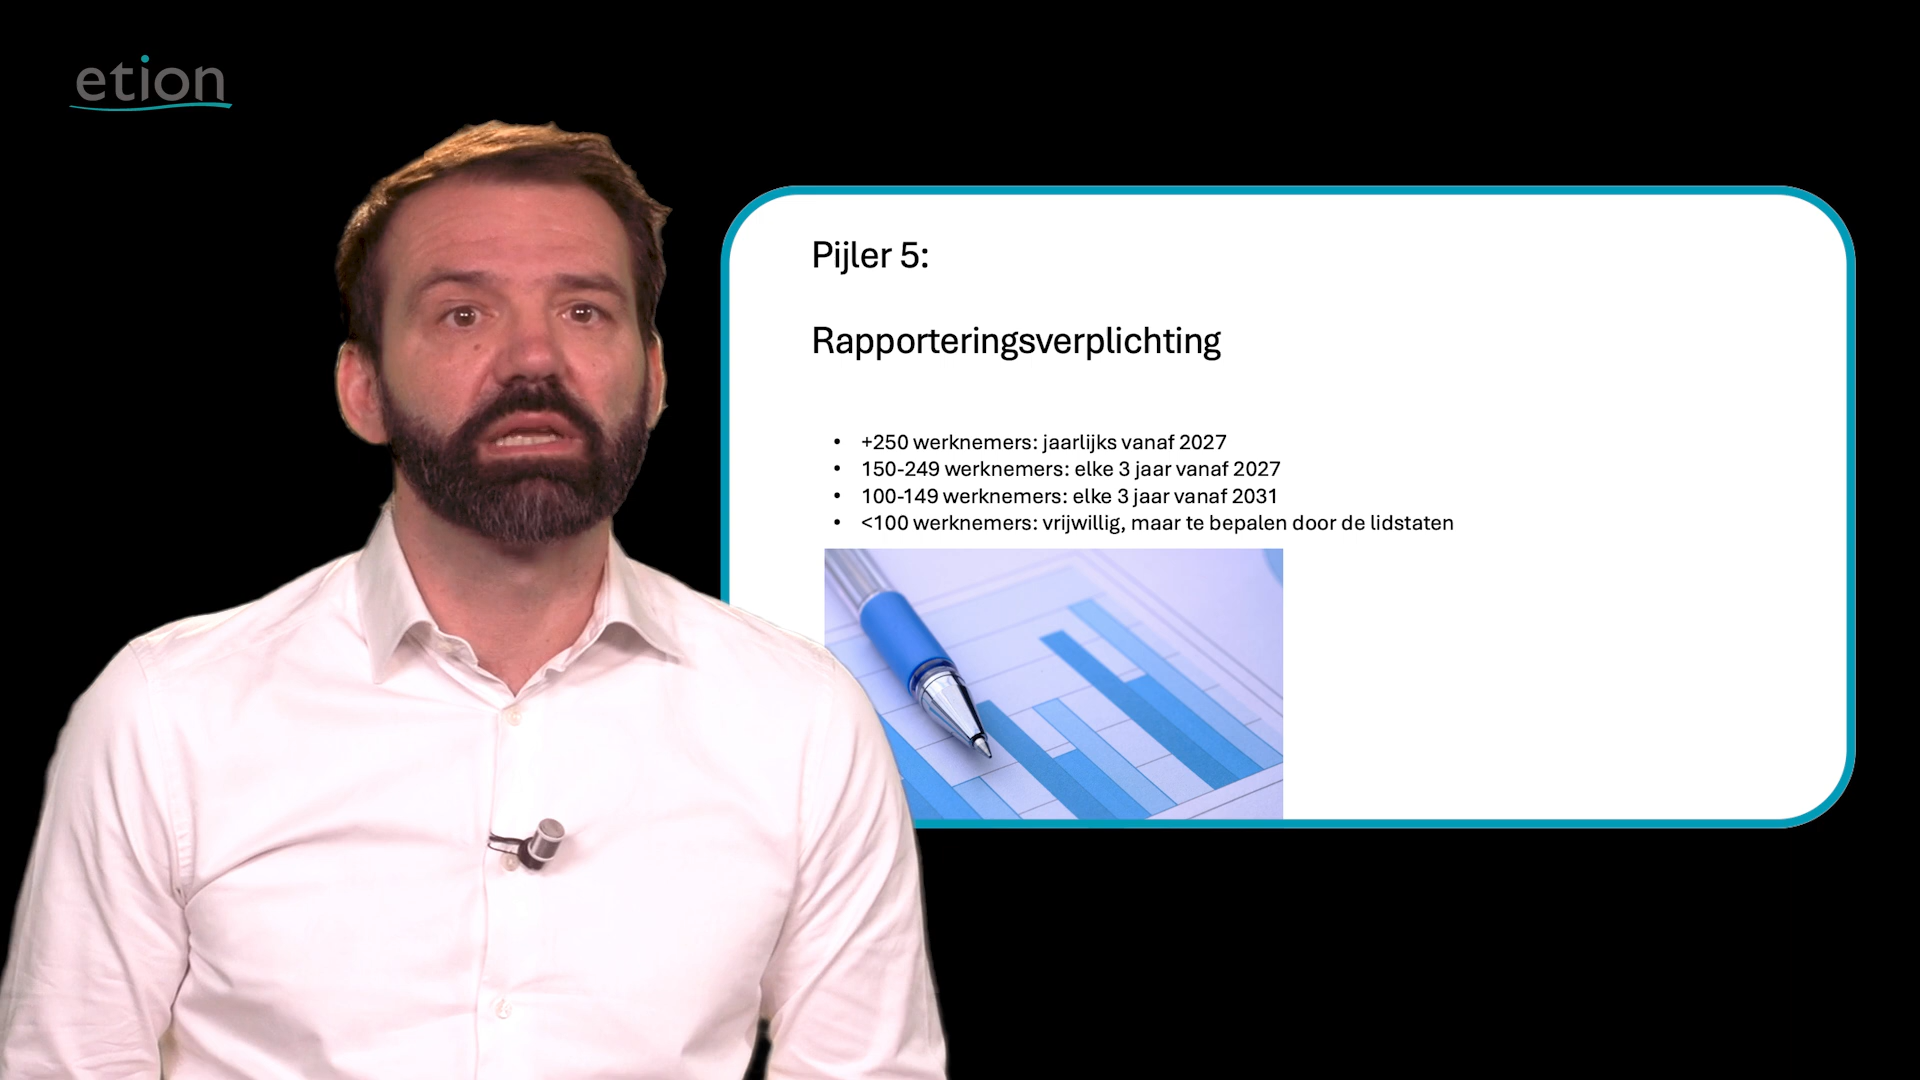 etion
Pijler 5:
Rapporteringsverplichting
• +250 werknemers: jaarlijks vanaf 2027
• 150-249 werknemers: elke 3 jaar vanaf 2027
• 100-149 werknemers: elke 3 jaar vanaf 2031
• <100 werknemers: vrijwillig, maar te bepalen door de lidstaten